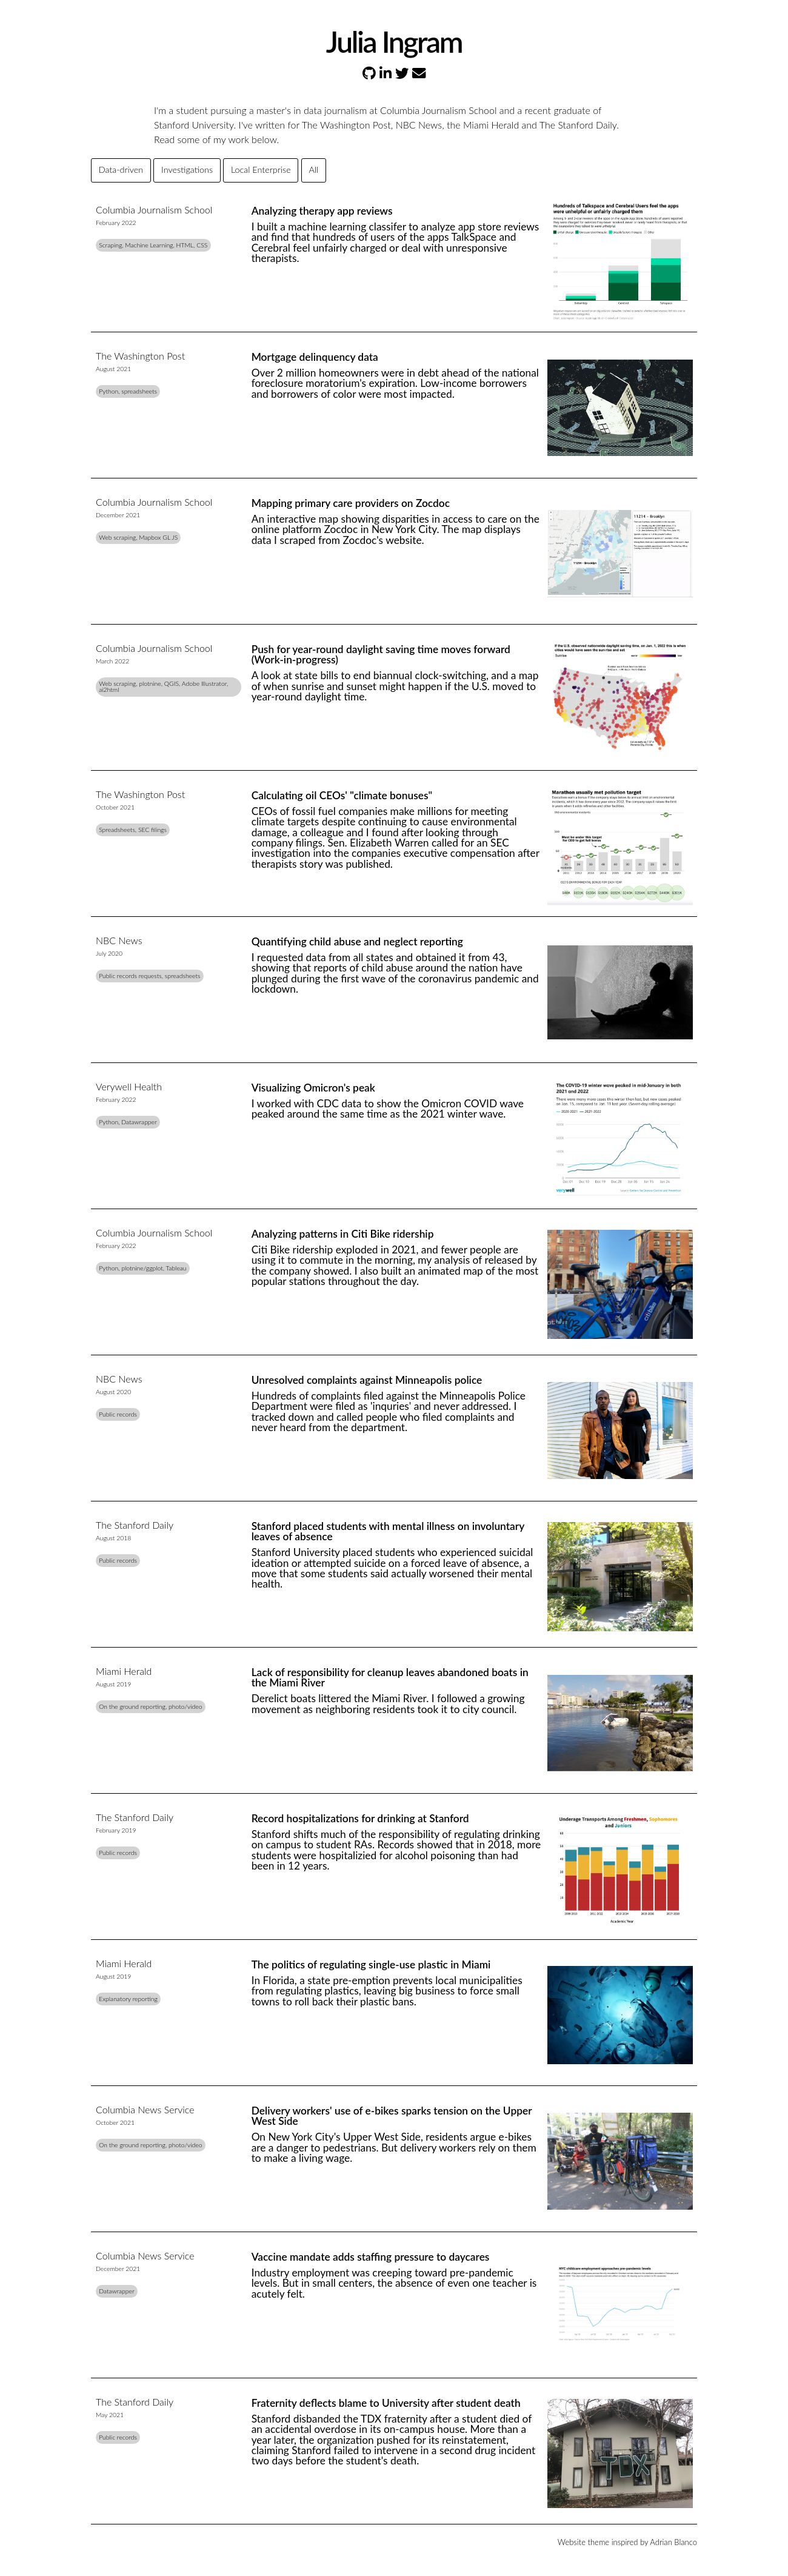 Julia Ingram
I'm a student pursuing a master's in data journalism at Columbia Journalism School and a recent graduate of
Stanford University. I've written for The Washington Post, NBC News, the Miami Herald and The Stanford Daily.
Read some of my work below.
Data-driven
Investigations
Local Enterprise
All
Columbia Journalism School
February 2022
Scraping, Machine Learning, HTML, CSS
Analyzing therapy app reviews
I built a machine learning classifer to analyze app store reviews
and find that hundreds of users of the apps TalkSpace and
Cerebral feel unfairly charged or deal with unresponsive
therapists.
Hundreds of Talkspace and Cerebral Users feel the apps
were unhelpful or unfairly charged them
The Washington Post
August 2021
Python, spreadsheets
Mortgage delinquency data
Over 2 million homeowners were in debt ahead of the national
foreclosure moratorium's expiration. Low-income borrowers
and borrowers of color were most impacted.
Columbia Journalism School
December 2021
Web scraping, Mapbox GL JS
Mapping primary care providers on Zocdoc
An interactive map showing disparities in access to care on the
online platform Zocdoc in New York City. The map displays
data I scraped from Zocdoc's website.
11214 - Brooklyn
Columbia Journalism School
March 2022
Web scraping, plotnine, QGIS, Adobe Illustrator,
ai2html
Push for year-round daylight saving time moves forward
(Work-in-progress)
A look at state bills to end biannual clock-switching, and a map
of when sunrise and sunset might happen if the U.S. moved to
year-round daylight time.
If the U.S. observed nationwide daylight saving time, on Jan. 1, 2022 this is when
cities would have seen the sun rise and set
Sunrise
The Washington Post
October 2021
Spreadsheets, SEC filings
Calculating oil CEOs' "climate bonuses"
CEOs of fossil fuel companies make millions for meeting
climate targets despite continuing to cause environmental
damage, a colleague and I found after looking through
company filings. Sen. Elizabeth Warren called for an SEC
investigation into the companies executive compensation after
therapists story was published.
Marathon usually met pollution target
NBC News
July 2020
Public records requests, spreadsheets
Quantifying child abuse and neglect reporting
I requested data from all states and obtained it from 43,
showing that reports of child abuse around the nation have
plunged during the first wave of the coronavirus pandemic and
lockdown.
Verywell Health
February 2022
Python, Datawrapper
Visualizing Omicron's peak
I worked with CDC data to show the Omicron COVID wave
peaked around the same time as the 2021 winter wave.
The COVID-19 winter wave peaked in mid-January in both
2021 and 2022
verywell
Columbia Journalism School
February 2022
Python, plotnine/ggplot, Tableau
Analyzing patterns in Citi Bike ridership
Citi Bike ridership exploded in 2021, and fewer people are
using it to commute in the morning, my analysis of released by
the company showed. I also built an animated map of the most
popular stations throughout the day.
NBC News
August 2020
Public records
Unresolved complaints against Minneapolis police
Hundreds of complaints filed against the Minneapolis Police
Department were filed as 'inquries' and never addressed. I
tracked down and called people who filed complaints and
never heard from the department.
The Stanford Daily
August 2018
Public records
Stanford placed students with mental illness on involuntary
leaves of absence
Stanford University placed students who experienced suicidal
ideation or attempted suicide on a forced leave of absence, a
move that some students said actually worsened their mental
health.
Miami Herald
August 2019
On the ground reporting, photo/video
Lack of responsibility for cleanup leaves abandoned boats in
the Miami River
Derelict boats littered the Miami River. I followed a growing
movement as neighboring residents took it to city council.
The Stanford Daily
February 2019
Public records
Record hospitalizations for drinking at Stanford
Stanford shifts much of the responsibility of regulating drinking
on campus to student RAs. Records showed that in 2018, more
students were hospitalizied for alcohol poisoning than had
been in 12 years.
Underage Transports Among Freshmen, Sophomores
and Juniors
Academic Year
Miami Herald
August 2019
Explanatory reporting
The politics of regulating single-use plastic in Miami
In Florida, a state pre-emption prevents local municipalities
from regulating plastics, leaving big business to force small
towns to roll back their plastic bans.
Columbia News Service
October 2021
On the ground reporting, photo/video
Delivery workers' use of e-bikes sparks tension on the Upper
West Side
On New York City's Upper West Side, residents argue e-bikes
are a danger to pedestrians. But delivery workers rely on them
to make a living wage.
Columbia News Service
December 2021
Datawrapper
Vaccine mandate adds staffing pressure to daycares
Industry employment was creeping toward pre-pandemic
levels. But in small centers, the absence of even one teacher is
acutely felt.
NYC childcare employment approaches pre-pandemic levels
The Stanford Daily
May 2021
Public records
Fraternity deflects blame to University after student death
Stanford disbanded the TDX fraternity after a student died of
an accidental overdose in its on-campus house. More than a
year later, the organization pushed for its reinstatement,
claiming Stanford failed to intervene in a second drug incident
two days before the student's death.
TDX
Website theme inspired by Adrian Blanco